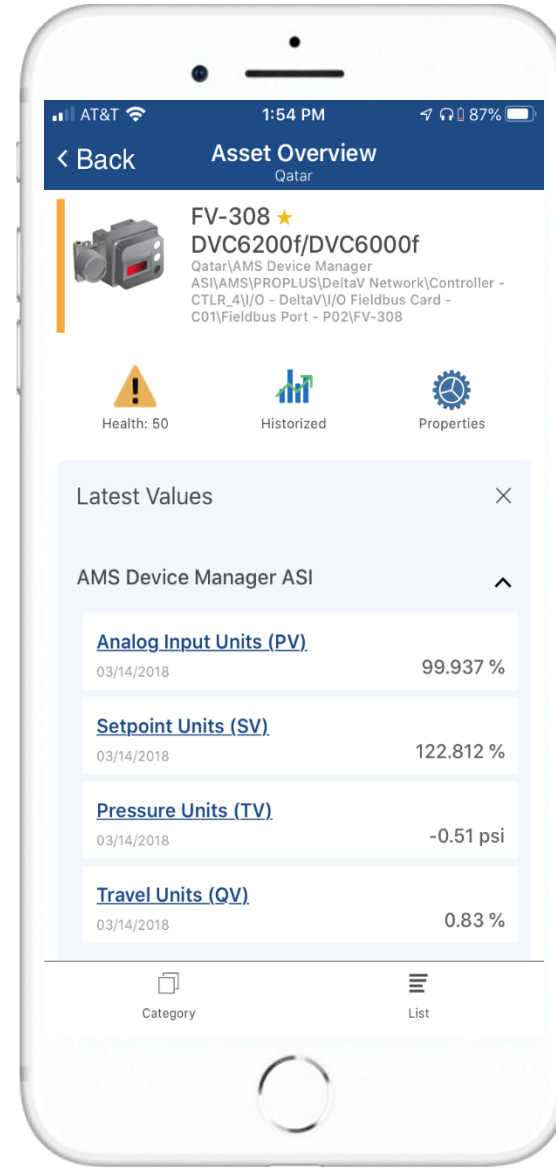 AT&T 1:54 PM 87%
Back Asset Overview
Qatar
FV-308
DVC6200f/DVC6000f
Qatar\AMS Device Manager
ASI\AMS\PROPLUS\DeltaV Network\Controller -
CTLR_4\I/O - DeltaV\I/O Fieldbus Card -
C01\Fieldbus Port - P02\FV-308
Health: 50 Historized Properties
Latest Values
AMS Device Manager ASI
Analog Input Units (PV)
03/14/2018 99.937 %
Setpoint Units (SV)
03/14/2018 122.812 %
Pressure Units (TV)
03/14/2018 -0.51 psi
Travel Units (QV)
03/14/2018 0.83 %
Category List